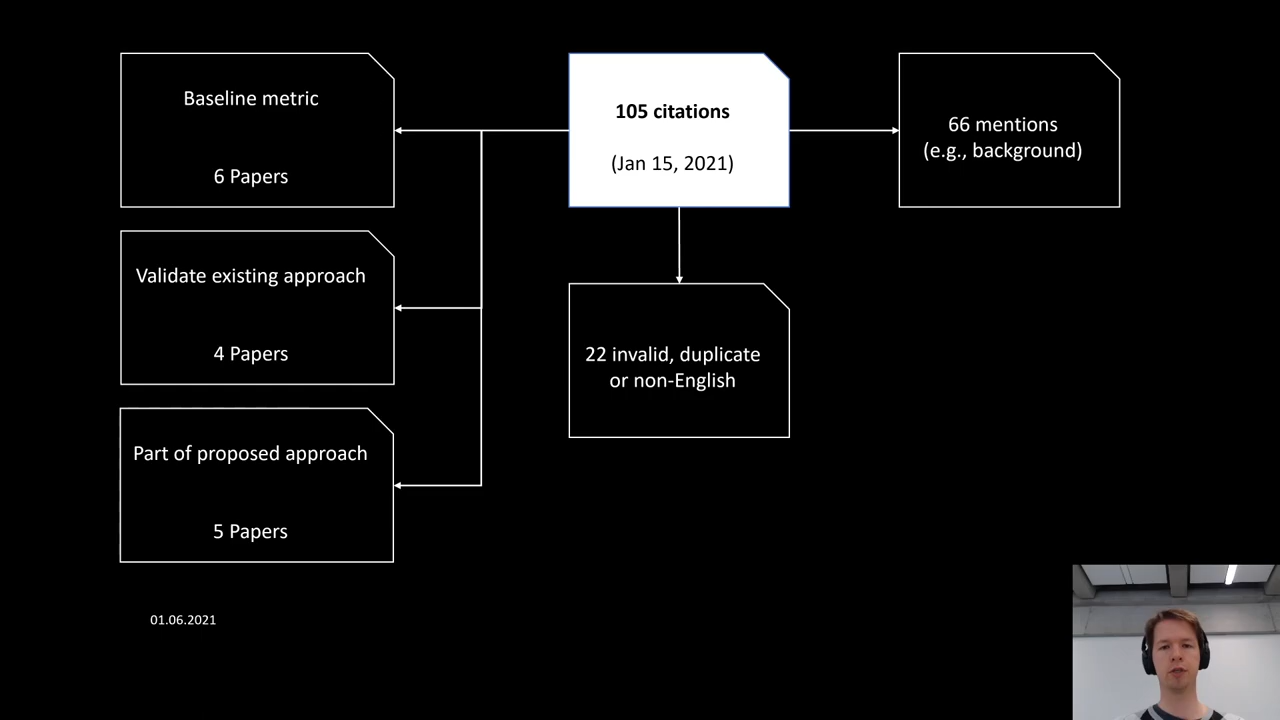 Baseline metric
6 Papers
105 citations
(Jan 15, 2021)
66 mentions
(e.g., background)
Validate existing approach
4 Papers
22 invalid, duplicate
or non-English
Part of proposed approach
5 Papers
01.06.2021